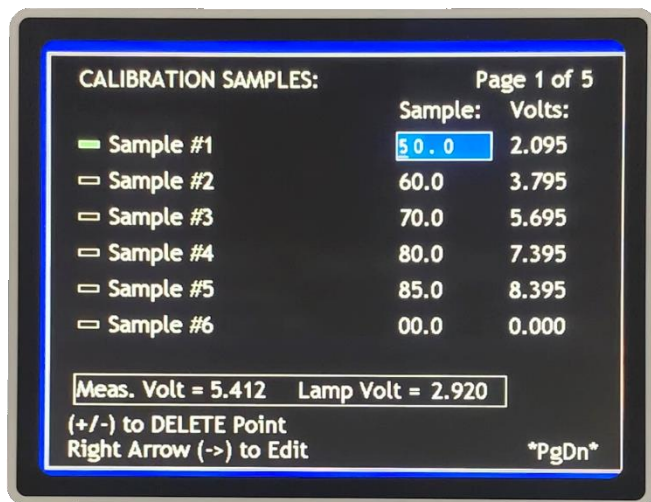 CALIBRATION SAMPLES: Page 1 of 5
Sample: Volts:
Sample #1 50.0 2.095
Sample #2 60.0 3.795
Sample #3 70.0 5.695
Sample #4 80.0 7.395
Sample #5 85.0 8.395
Sample #6 00.0 0.000
Meas. Volt = 5.412 Lamp Volt = 2.920
(+/-) to DELETE Point
Right Arrow (->) to Edit *PgDn*